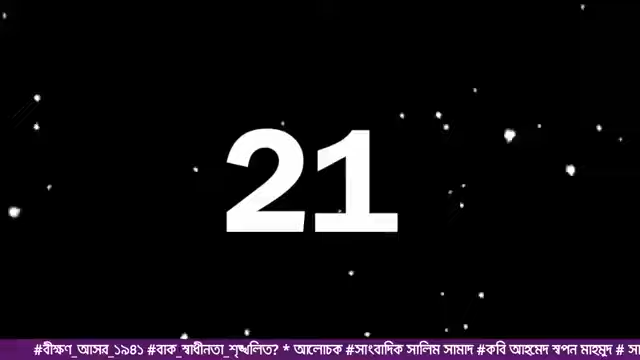 21
#বীক্ষণ_আসর_১৯৪১ #বাক_স্বাধীনতা_শৃঙ্খলিত? * আলোচক #সাংবাদিক সালিম সামাদ #কবি আহমেদ স্বপন মাহমুদ #